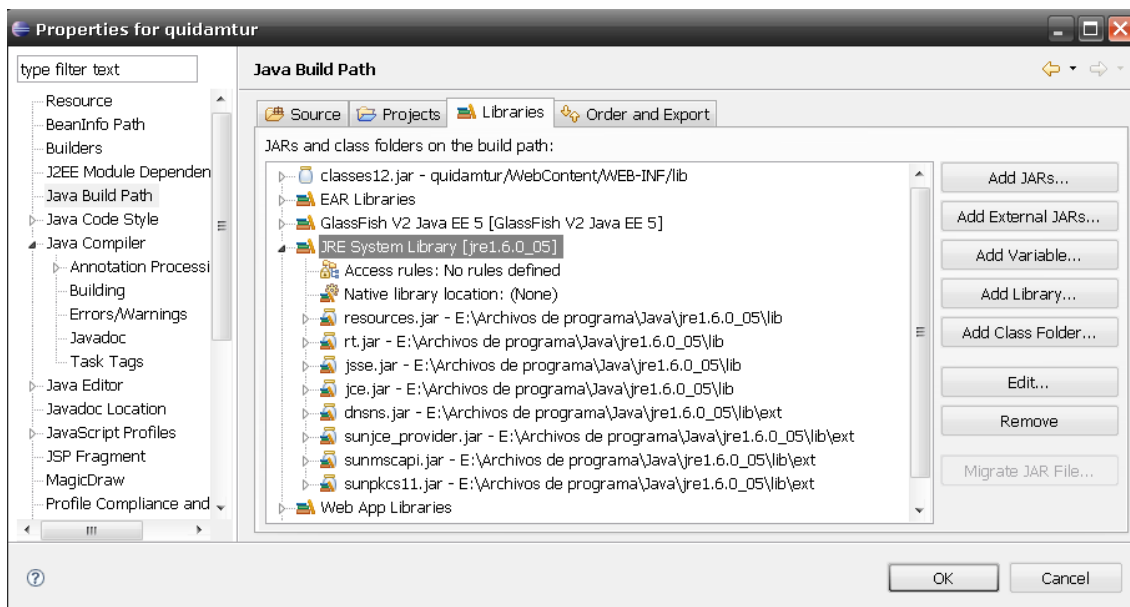 Properties for quidamtur
type filter text
Resource
BeanInfo Path
Builders
J2EE Module Dependen
Java Build Path
Java Code Style
Java Compiler
Annotation Processi
Building
Errors/Warnings
Javadoc
Task Tags
Java Editor
Javadoc Location
JavaScript Profiles
JSP Fragment
MagicDraw
Profile Compliance and
Java Build Path
Source
Projects
Libraries
Order and Export
JARs and class folders on the build path:
classes12.jar - quidamtur/WebContent/WEB-INF/lib
EAR Libraries
GlassFish V2 Java EE 5 [GlassFish V2 Java EE 5]
JRE System Library [jre1.6.0_05]
Access rules: No rules defined
Native library location: (None)
resources.jar - E:\Archivos de programa\Java\jre1.6.0_05\lib
rt.jar - E:\Archivos de programa\Java\jre1.6.0_05\lib
jsse.jar - E:\Archivos de programa\Java\jre1.6.0_05\lib
jce.jar - E:\Archivos de programa\Java\jre1.6.0_05\lib
dnsns.jar - E:\Archivos de programa\Java\jre1.6.0_05\lib\ext
sunjce_provider.jar - E:\Archivos de programa\Java\jre1.6.0_05\lib\ext
sunmscapi.jar - E:\Archivos de programa\Java\jre1.6.0_05\lib\ext
sunpkcs11.jar - E:\Archivos de programa\Java\jre1.6.0_05\lib\ext
Web App Libraries
Add JARs...
Add External JARs...
Add Variable...
Add Library...
Add Class Folder...
Edit...
Remove
Migrate JAR File...
OK
Cancel